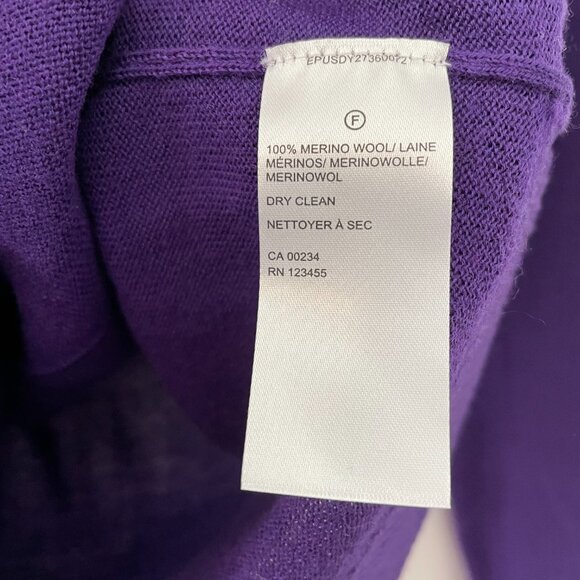 Ⓕ
100% MERINO WOOL/ LAINE
MÉRINOS/ MERINOWOLLE/
MERINOWOL
DRY CLEAN
NETTOYER À SEC
CA 00234
RN 123455